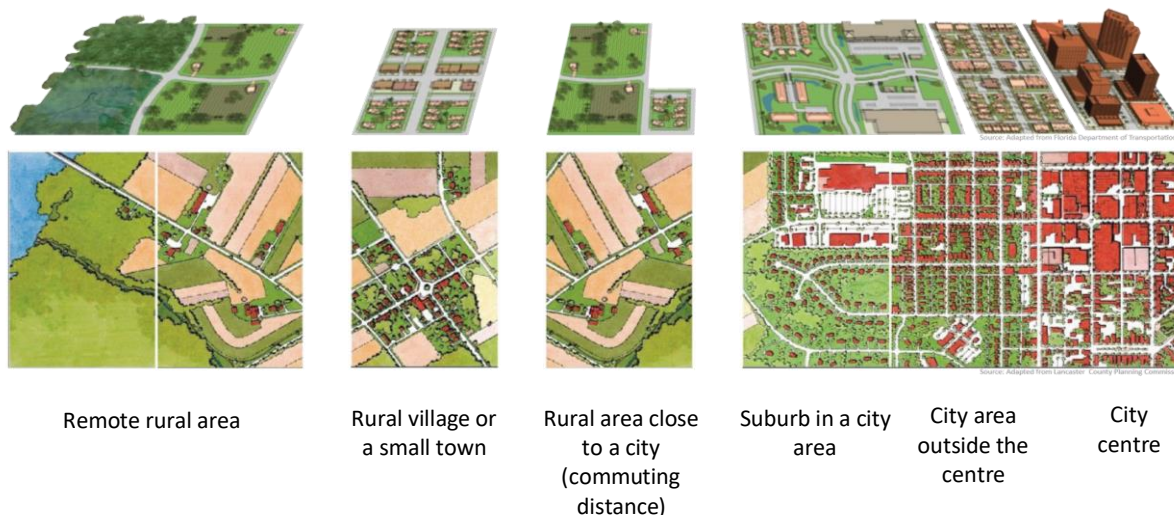 Source: Adapted from Florida Department of Transportation
Source: Adapted from Lancaster County Planning Commiss
Remote rural area
Rural village or
a small town
Rural area close
to a city
(commuting
distance)
Suburb in a city
area
City area
outside the
centre
City
centre